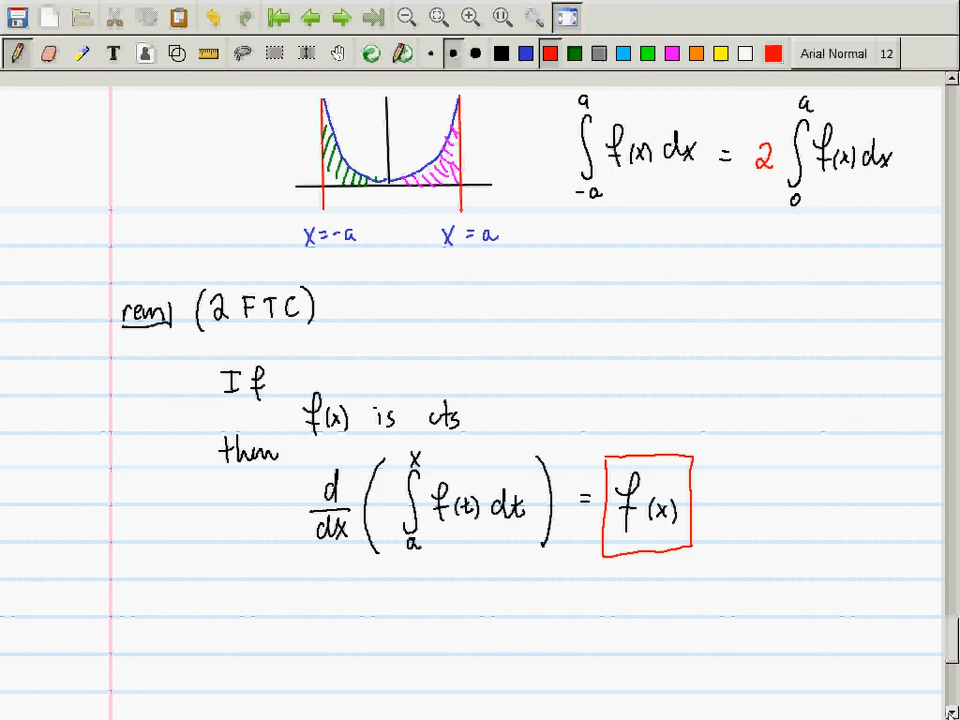 T Arial Normal 12
∫_{-a}^{a} f(x) dx = 2 ∫_{0}^{a} f(x) dx
x = -a x = a
rem (2 FTC)
If
f(x) is cts
then
d/dx ( ∫_{a}^{x} f(t) dt ) = f(x)